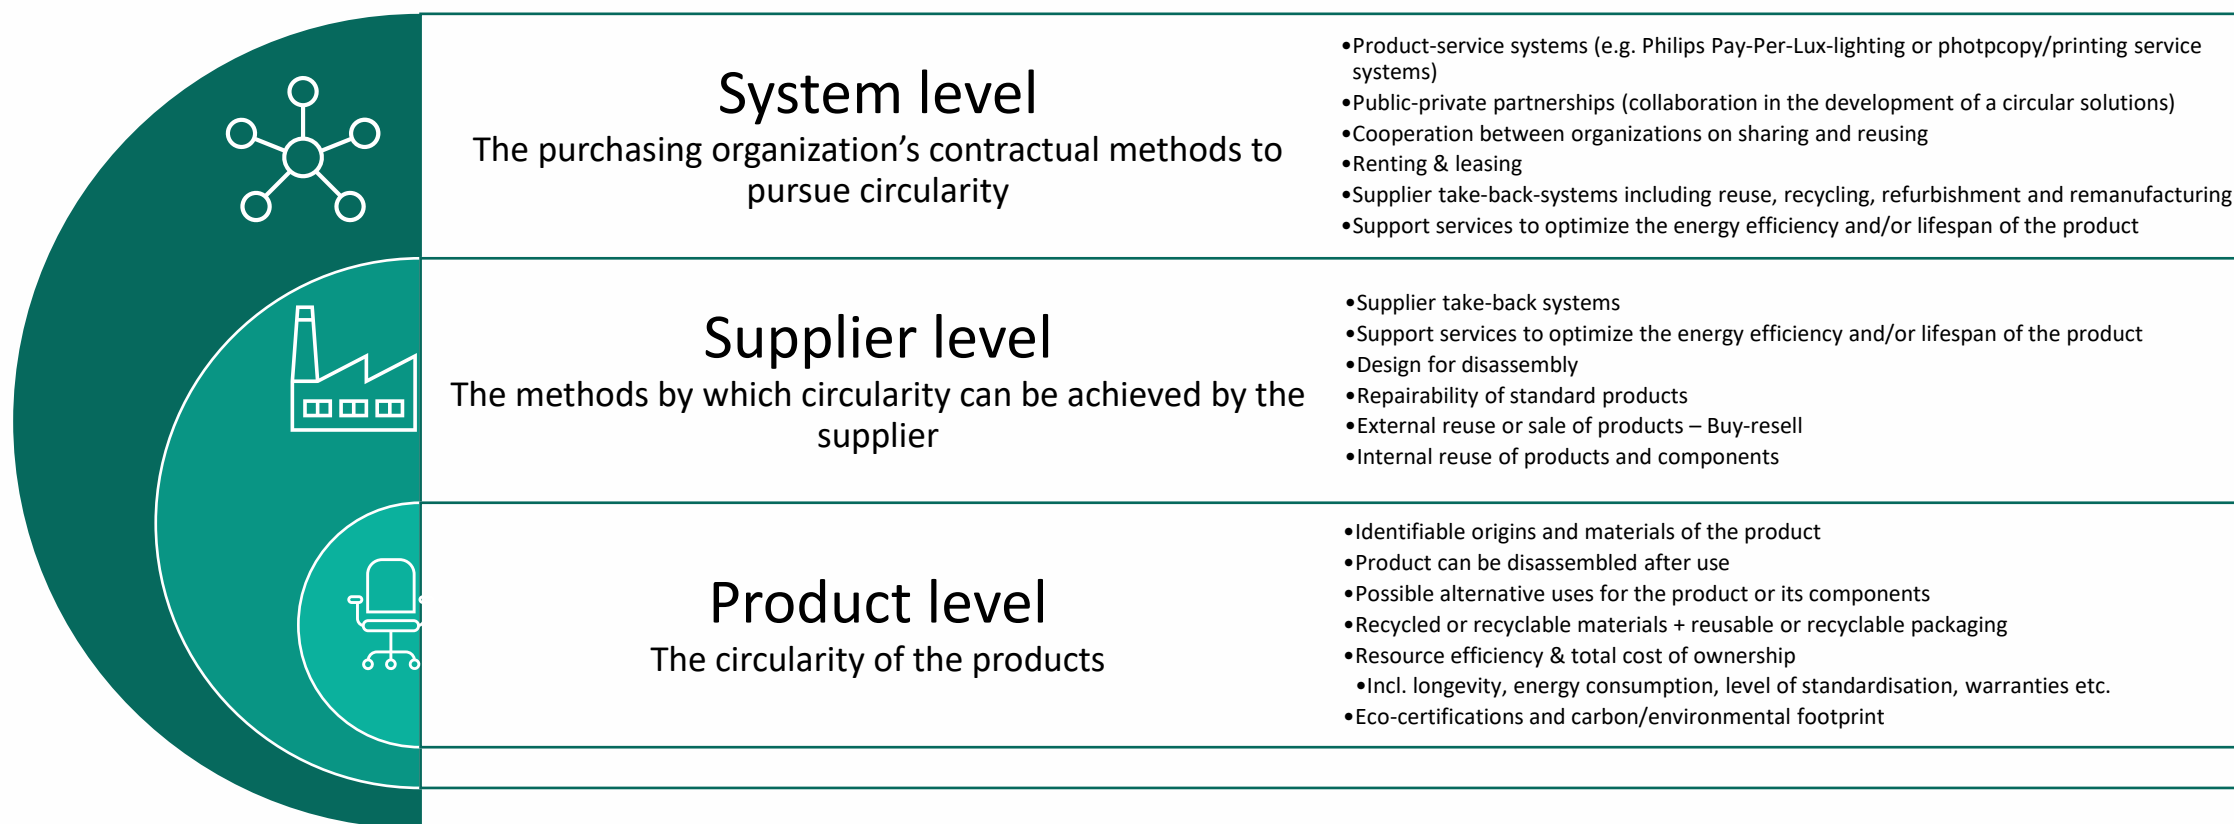 System level
The purchasing organization’s contractual methods to
pursue circularity
•Product-service systems (e.g. Philips Pay-Per-Lux-lighting or photpcopy/printing service
systems)
•Public-private partnerships (collaboration in the development of a circular solutions)
•Cooperation between organizations on sharing and reusing
•Renting & leasing
•Supplier take-back-systems including reuse, recycling, refurbishment and remanufacturing
•Support services to optimize the energy efficiency and/or lifespan of the product
Supplier level
The methods by which circularity can be achieved by the
supplier
•Supplier take-back systems
•Support services to optimize the energy efficiency and/or lifespan of the product
•Design for disassembly
•Repairability of standard products
•External reuse or sale of products – Buy-resell
•Internal reuse of products and components
Product level
The circularity of the products
•Identifiable origins and materials of the product
•Product can be disassembled after use
•Possible alternative uses for the product or its components
•Recycled or recyclable materials + reusable or recyclable packaging
•Resource efficiency & total cost of ownership
•Incl. longevity, energy consumption, level of standardisation, warranties etc.
•Eco-certifications and carbon/environmental footprint